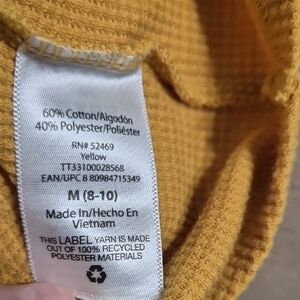 60% Cotton/Algodón
40% Polyester/Poliéster
RN# 52469
Yellow
TT33100028568
EAN/UPC 8 80984715349
M (8-10)
Made In/Hecho En
Vietnam
THIS LABEL YARN IS MADE
OUT OF 100% RECYCLED
POLYESTER MATERIALS